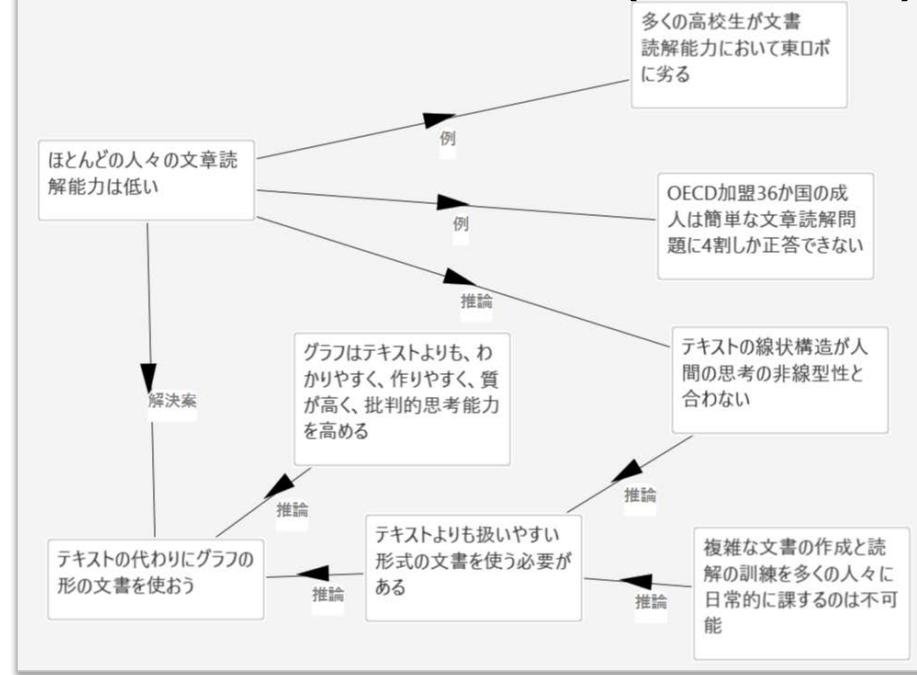 多くの高校生が文書
読解能力において東ロボ
に劣る
例
ほとんどの人々の文章読
解能力は低い
OECD加盟36か国の成
人は簡単な文章読解問
題に4割しか正答できない
例
推論
テキストの線状構造が人
間の思考の非線型性と
合わない
グラフはテキストよりも、わ
かりやすく、作りやすく、質
が高く、批判的思考能力
を高める
解決案
推論
推論
テキストよりも扱いやすい
形式の文書を使う必要が
ある
複雑な文書の作成と読
解の訓練を多くの人々に
日常的に課するのは不可
能
テキストの代わりにグラフの
形の文書を使おう
推論
推論